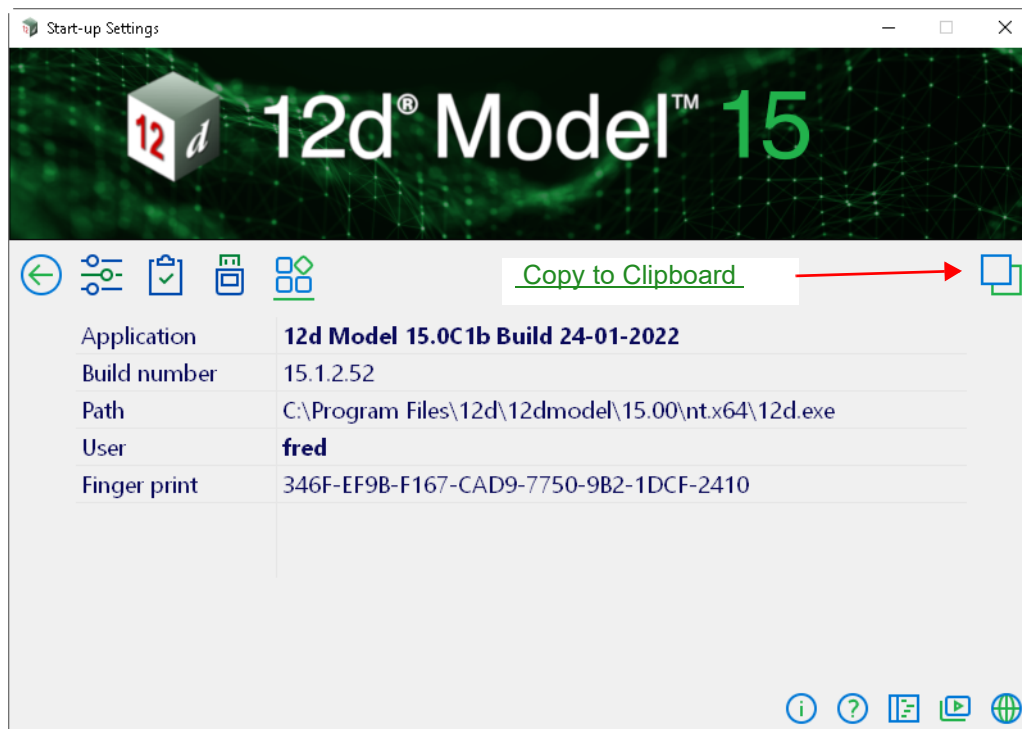 Start-up Settings
12 d
12d® Model™ 15
Copy to Clipboard
Application 12d Model 15.0C1b Build 24-01-2022
Build number 15.1.2.52
Path C:\Program Files\12d\12dmodel\15.00\nt.x64\12d.exe
User fred
Finger print 346F-EF9B-F167-CAD9-7750-9B2-1DCF-2410